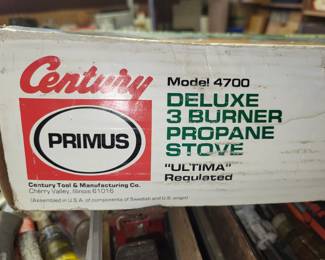 Century
PRIMUS
Century Tool & Manufacturing Co.
Cherry Valley, Illinois 61016
(Assembled in U.S.A. of components of Swedish and U.S. origin)
Model 4700
DELUXE
3 BURNER
PROPANE
STOVE
"ULTIMA"
Regulated